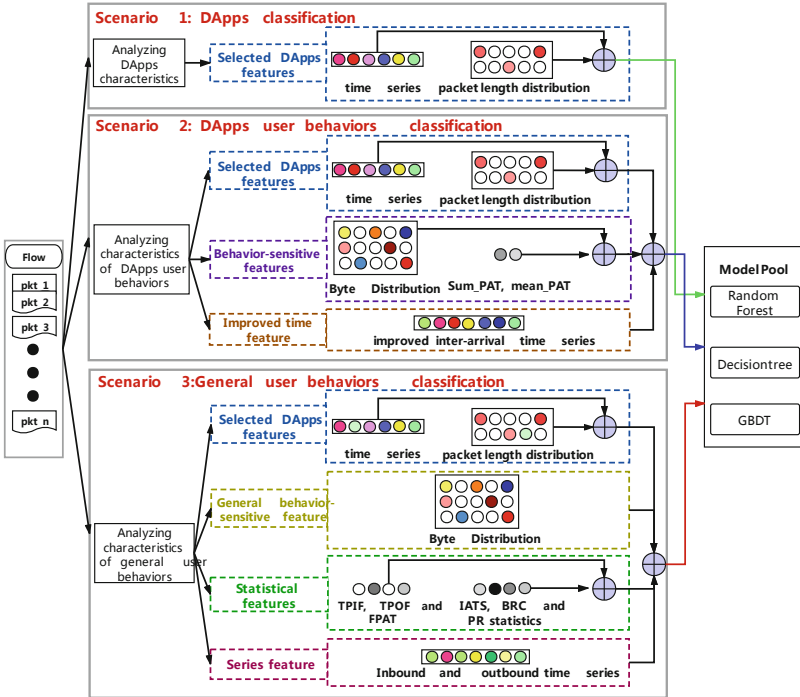 Scenario 1: DApps classification
Analyzing
DApps
characteristics
Selected DApps
features
time series
packet length distribution
Scenario 2: DApps user behaviors classification
Selected DApps
features
time series
packet length distribution
Analyzing
characteristics
of DApps user
behaviors
Behavior-sensitive
features
Byte Distribution
Sum_PAT, mean_PAT
Improved time
feature
improved inter-arrival time series
Flow
pkt 1
pkt 2
pkt 3
pkt n
Scenario 3:General user behaviors classification
Selected DApps
features
time series
packet length distribution
General behavior-
sensitive feature
Byte Distribution
Analyzing
characteristics
of general user
behaviors
Statistical
features
TPIF, TPOF and
FPAT
IATS, BRC and
PR statistics
Series feature
Inbound and outbound time series
ModelPool
Random
Forest
Decisiontree
GBDT